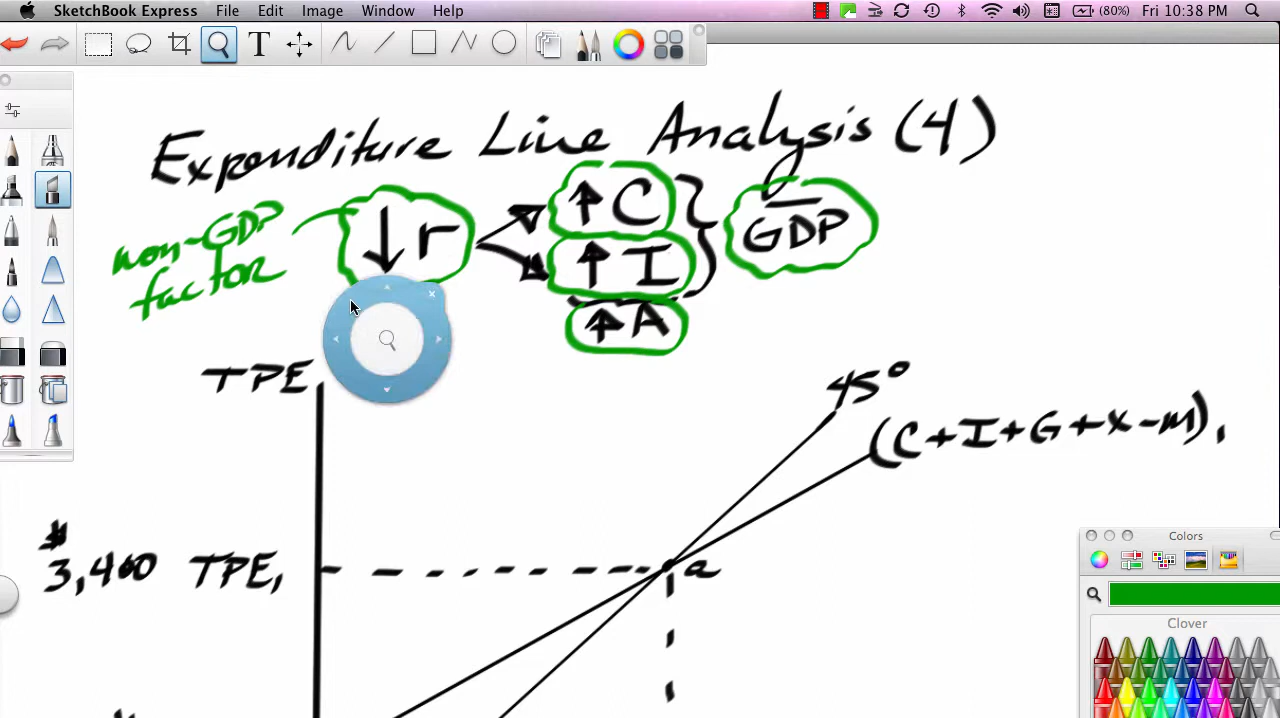 SketchBook Express File Edit Image Window Help (80%) Fri 10:38 PM
T
Expenditure Line Analysis (4)
non-GDP factor
↓ r
↑ C
↑ I
↑ A
GDP
TPE
45°
(C+I+G+x-m)₁
$
3,400 TPE₁
a
Colors
Clover